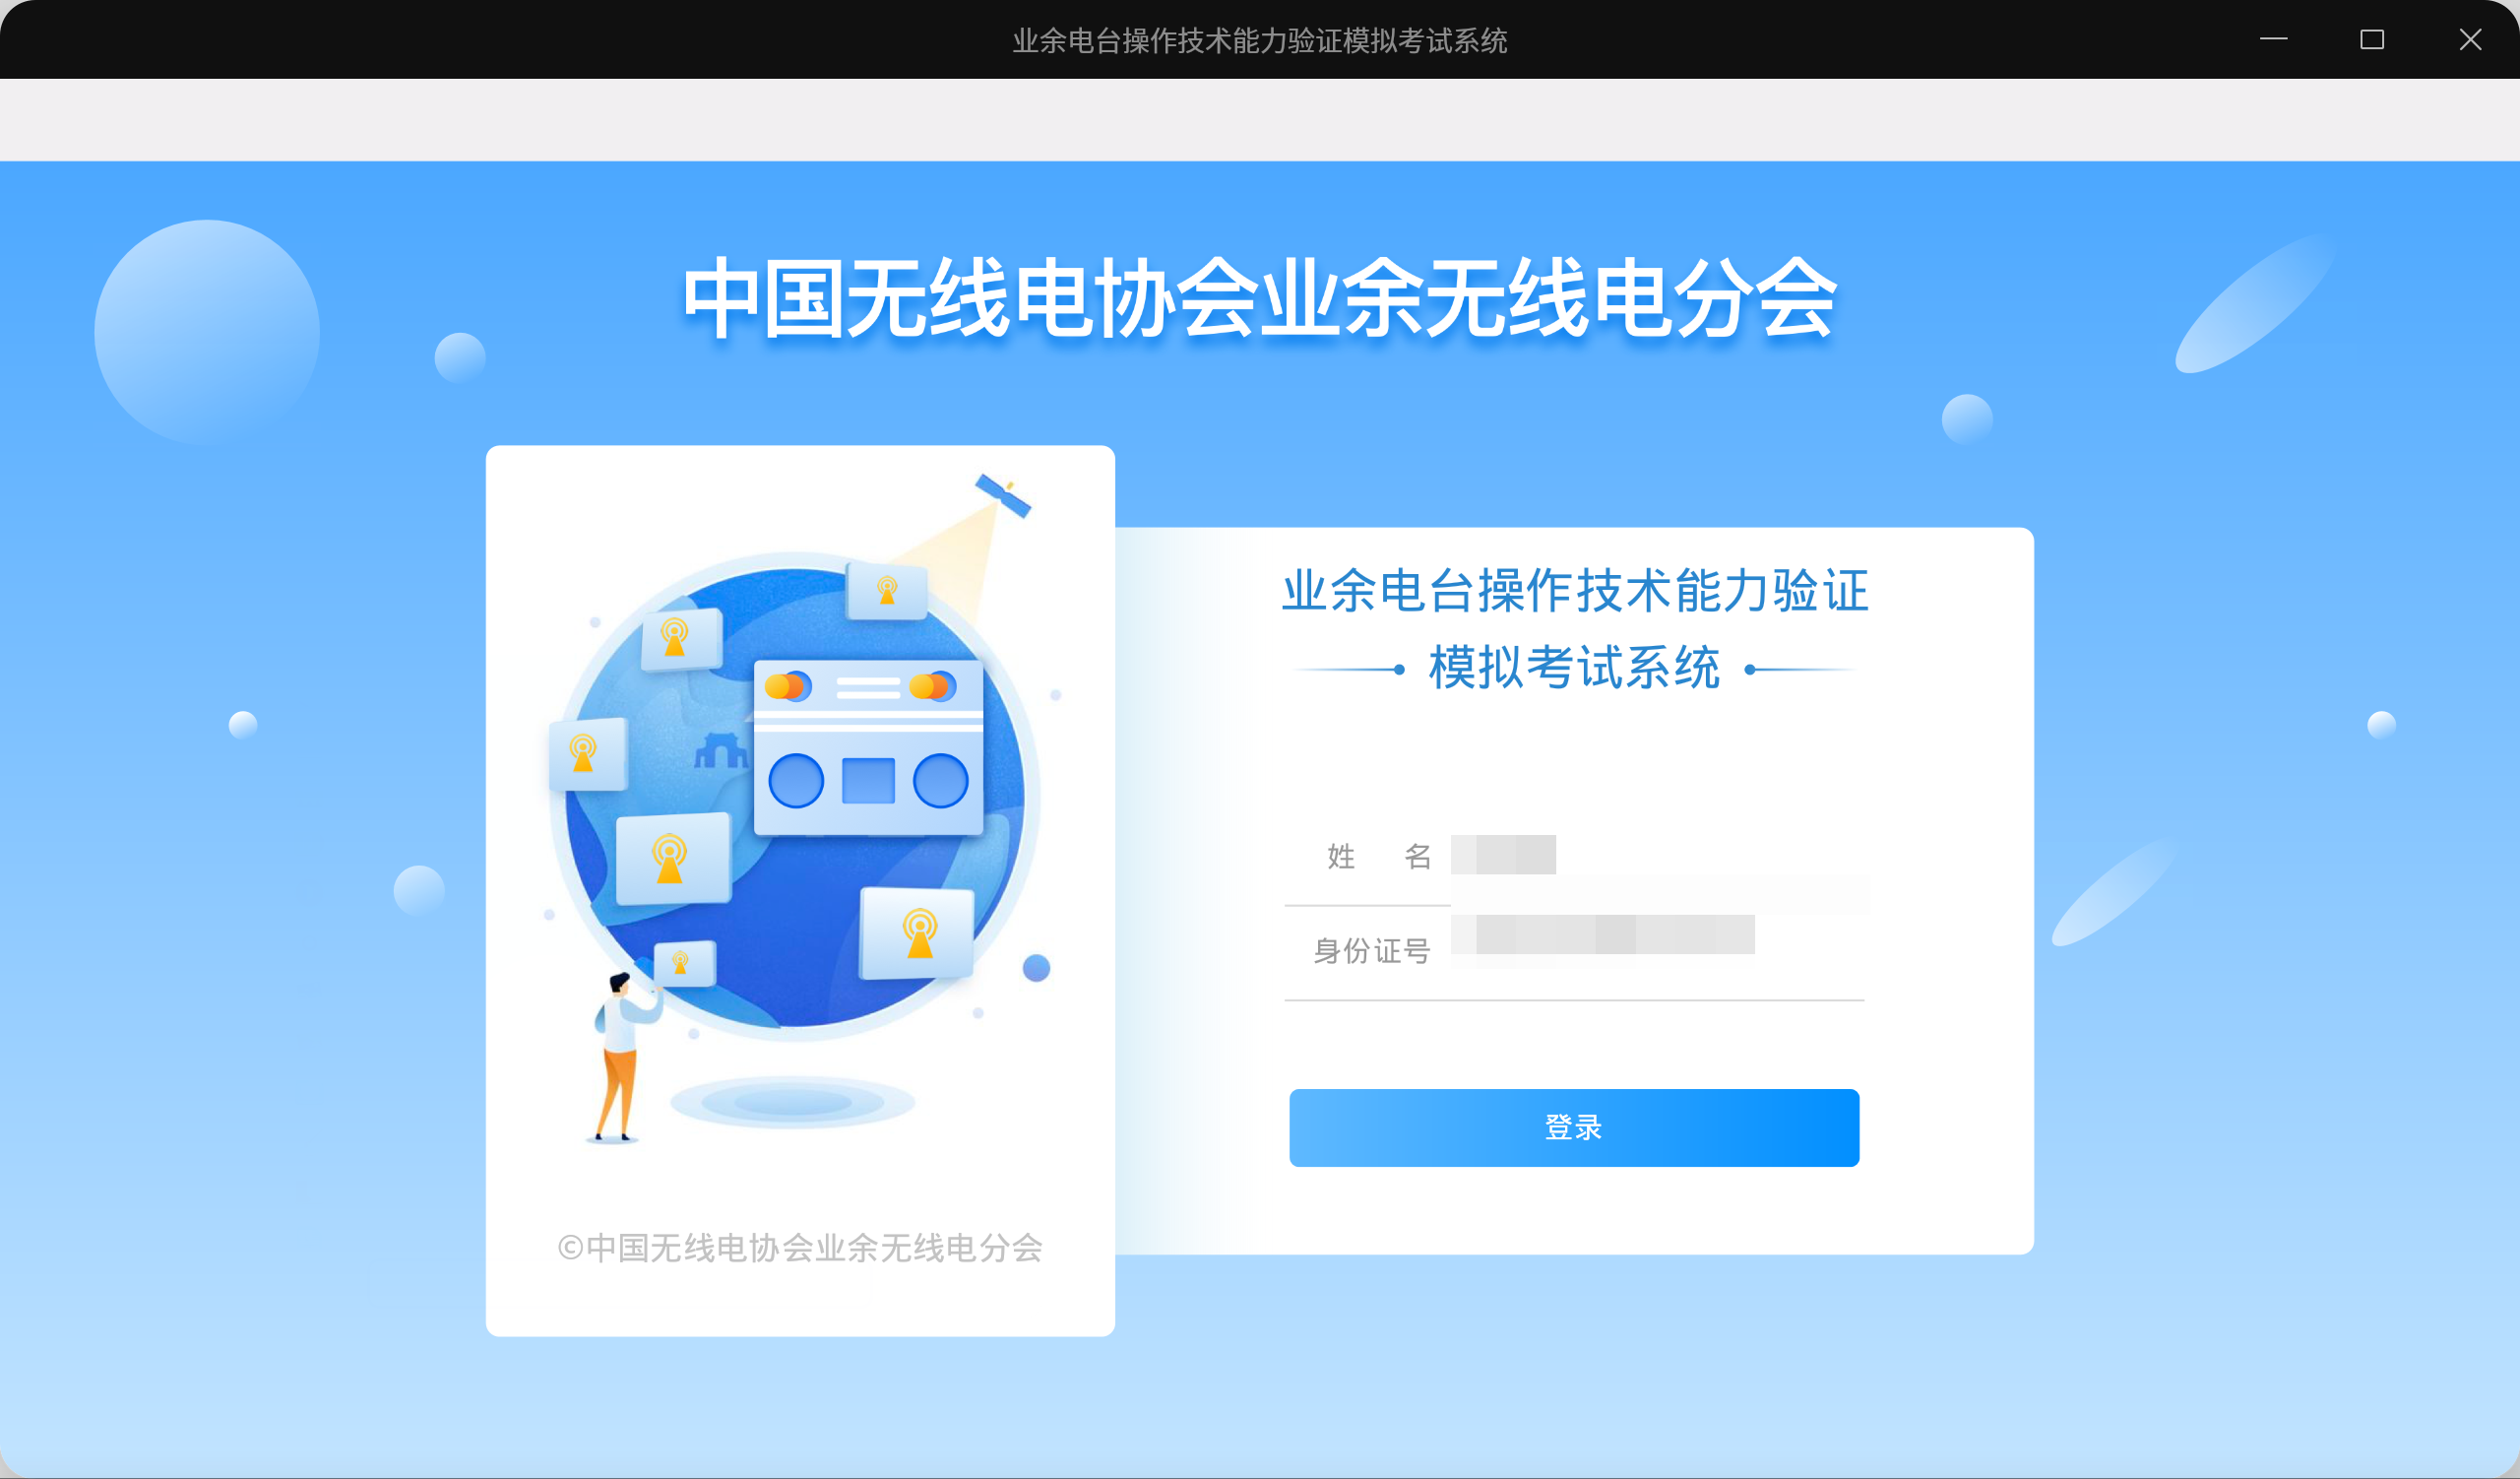 业余电台操作技术能力验证模拟考试系统
中国无线电协会业余无线电分会
业余电台操作技术能力验证
模拟考试系统
姓 名
身份证号
登录
©中国无线电协会业余无线电分会